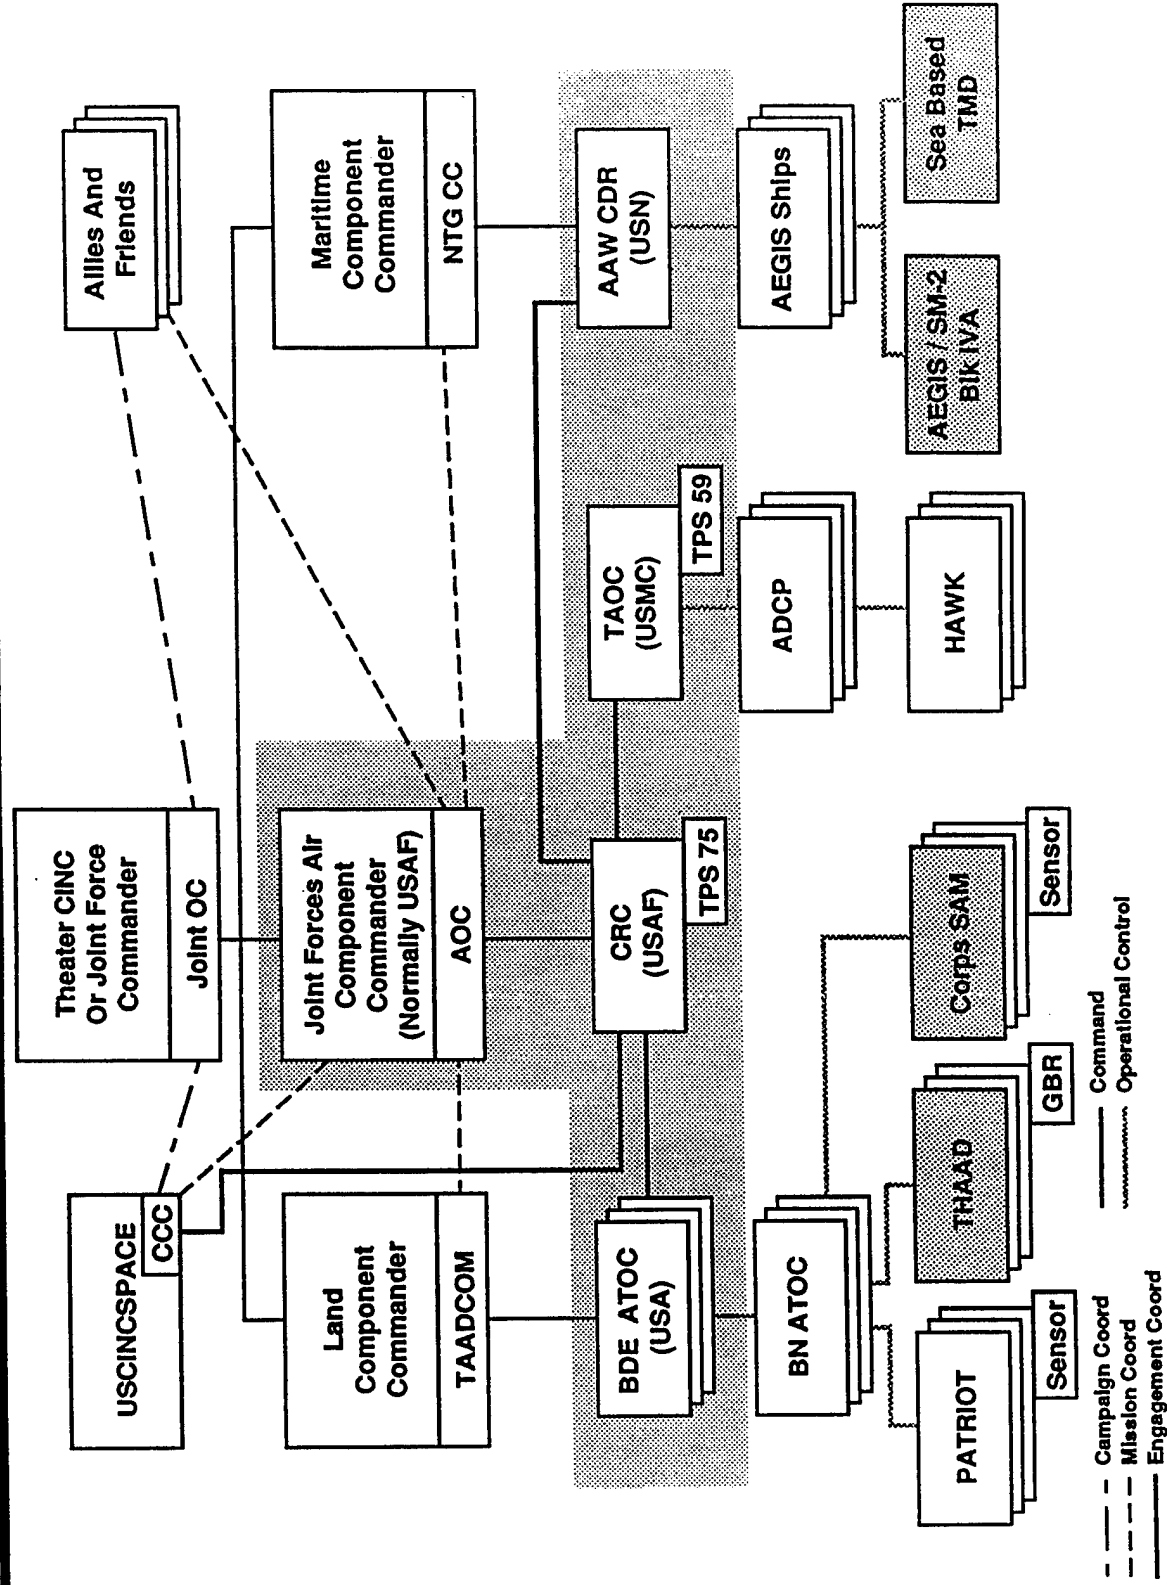 Theater CINC
Or Joint Force
Commander
Joint OC
USCINCSPACE
CCC
Allies And
Friends
Land
Component
Commander
TAADCOM
Joint Forces Air
Component
Commander
(Normally USAF)
AOC
Maritime
Component
Commander
NTG CC
BDE ATOC
(USA)
CRC
(USAF)
TPS 75
TAOC
(USMC)
TPS 59
AAW CDR
(USN)
BN ATOC
ADCP
AEGIS Ships
PATRIOT
Sensor
THAAD
GBR
Corps SAM
Sensor
HAWK
AEGIS / SM-2
Blk IVA
Sea Based
TMD
Campaign Coord
Mission Coord
Engagement Coord
Command
Operational Control